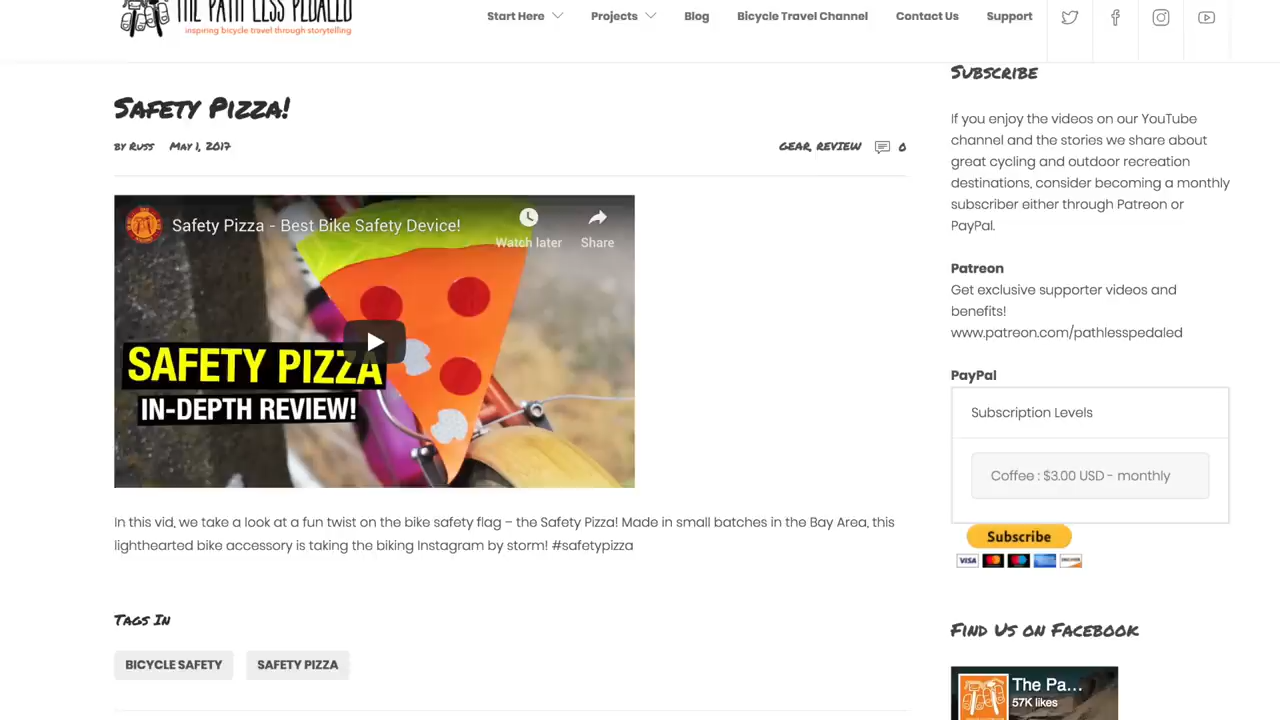 THE PATH LESS PEDALED
inspiring bicycle travel through storytelling
Start Here Projects Blog Bicycle Travel Channel Contact Us Support
Safety Pizza!
by Russ May 1, 2017 Gear, Review 0
Safety Pizza - Best Bike Safety Device!
Watch later Share
SAFETY PIZZA
IN-DEPTH REVIEW!
In this vid, we take a look at a fun twist on the bike safety flag – the Safety Pizza! Made in small batches in the Bay Area, this
lighthearted bike accessory is taking the biking Instagram by storm! #safetypizza
Tags In
BICYCLE SAFETY SAFETY PIZZA
Subscribe
If you enjoy the videos on our YouTube
channel and the stories we share about
great cycling and outdoor recreation
destinations, consider becoming a monthly
subscriber either through Patreon or
PayPal.
Patreon
Get exclusive supporter videos and
benefits!
www.patreon.com/pathlesspedaled
PayPal
Subscription Levels
Coffee : $3.00 USD - monthly
Subscribe
VISA DISCOVER
Find Us on Facebook
The Pa...
57K likes